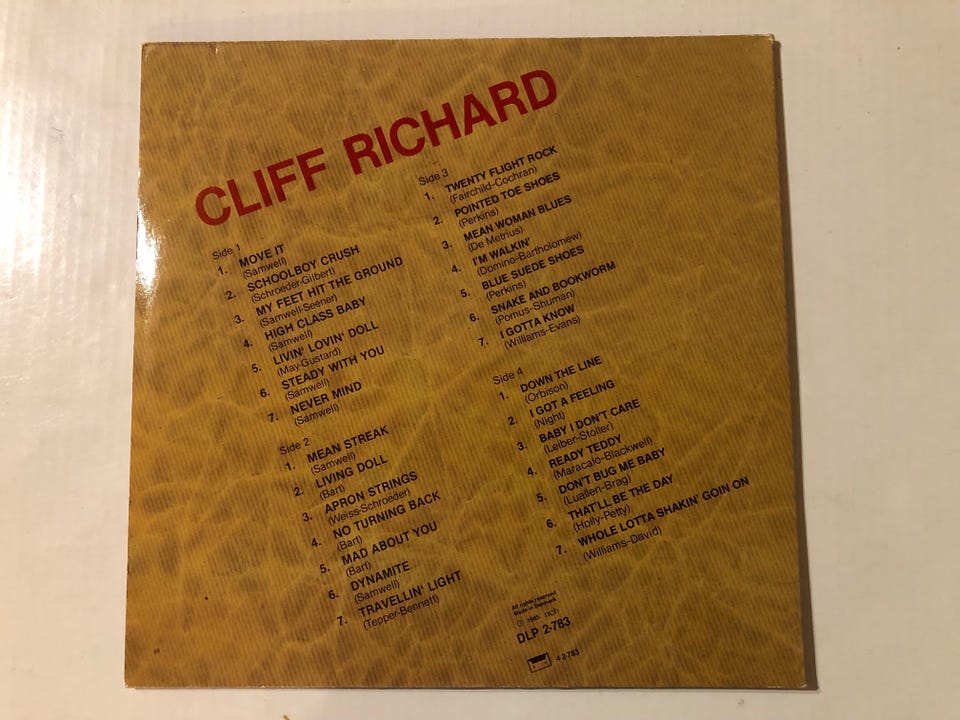 CLIFF RICHARD
Side 1
1. MOVE IT
(Samwell)
2. SCHOOLBOY CRUSH
(Schroeder-Gilbert)
3. MY FEET HIT THE GROUND
(Samwell-Seener)
4. HIGH CLASS BABY
(Samwell)
5. LIVIN' LOVIN' DOLL
(May-Gustard)
6. STEADY WITH YOU
(Samwell)
7. NEVER MIND
(Samwell)
Side 2
1. MEAN STREAK
(Samwell)
2. LIVING DOLL
(Bart)
3. APRON STRINGS
(Weiss-Schroeder)
4. NO TURNING BACK
(Bart)
5. MAD ABOUT YOU
(Bart)
6. DYNAMITE
(Samwell)
7. TRAVELLIN' LIGHT
(Tepper-Bennett)
Side 3
1. TWENTY FLIGHT ROCK
(Fairchild-Cochran)
2. POINTED TOE SHOES
(Perkins)
3. MEAN WOMAN BLUES
(De Metrius)
4. I'M WALKIN'
(Domino-Bartholomew)
5. BLUE SUEDE SHOES
(Perkins)
6. SNAKE AND BOOKWORM
(Pomus-Shuman)
7. I GOTTA KNOW
(Williams-Evans)
Side 4
1. DOWN THE LINE
(Orbison)
2. I GOT A FEELING
(Night)
3. BABY I DON'T CARE
(Leiber-Stoller)
4. READY TEDDY
(Maracalo-Blackwell)
5. DON'T BUG ME BABY
(Luallen-Brag)
6. THAT'LL BE THE DAY
(Holly-Petty)
7. WHOLE LOTTA SHAKIN' GOIN ON
(Williams-David)
All rights reserved
Made in Denmark
℗ 1985
DLP 2-783
42-783